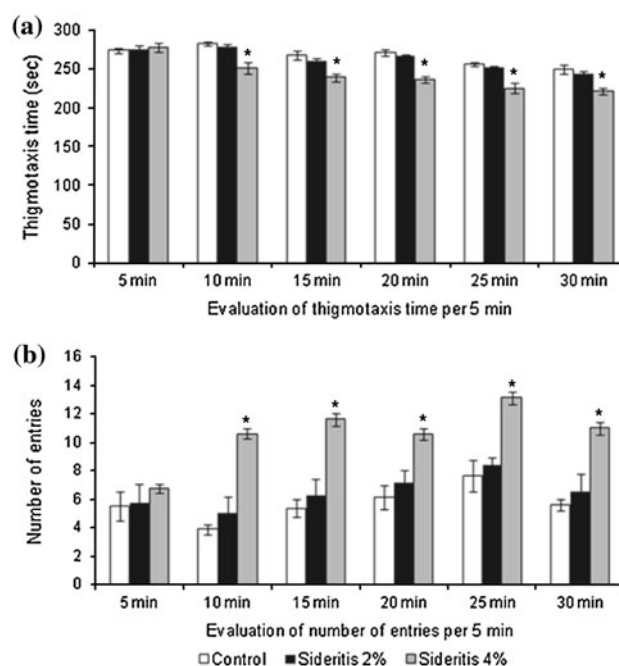 (a)
Thigmotaxis time (sec)
300
250
200
150
100
50
0
* * * * *
5 min 10 min 15 min 20 min 25 min 30 min
Evaluation of thigmotaxis time per 5 min
(b)
Number of entries
16
14
12
10
8
6
4
2
0
* * * * *
5 min 10 min 15 min 20 min 25 min 30 min
Evaluation of number of entries per 5 min
Control Sideritis 2% Sideritis 4%